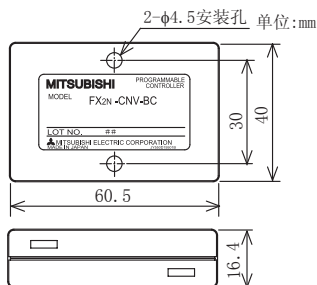 2-ϕ4.5安装孔 单位:mm
MITSUBISHI
PROGRAMMABLE
CONTROLLER
MODEL
FX2N -CNV-BC
LOT NO. ##
MITSUBISHI ELECTRIC CORPORATION
MADE IN JAPAN
30
40
60.5
16.4